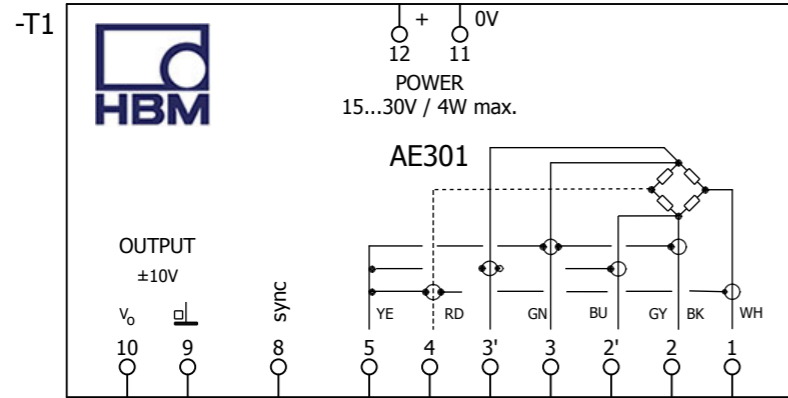 -T1
+ 0V
12 11
HBM
POWER
15...30V / 4W max.
AE301
OUTPUT
±10V
sync
V₀
YE RD GN BU GY BK WH
10 9 8 5 4 3' 3 2' 2 1